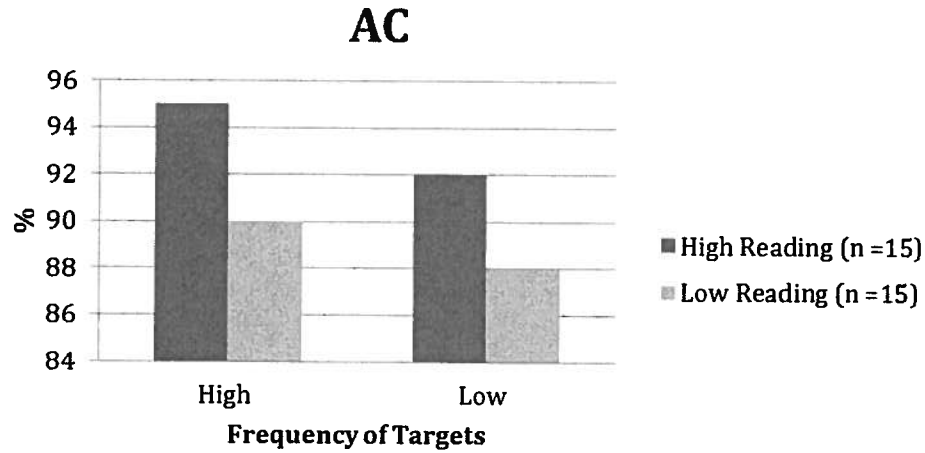 AC
96
94
92
90
88
86
84
%
High
Low
Frequency of Targets
High Reading (n =15)
Low Reading (n =15)